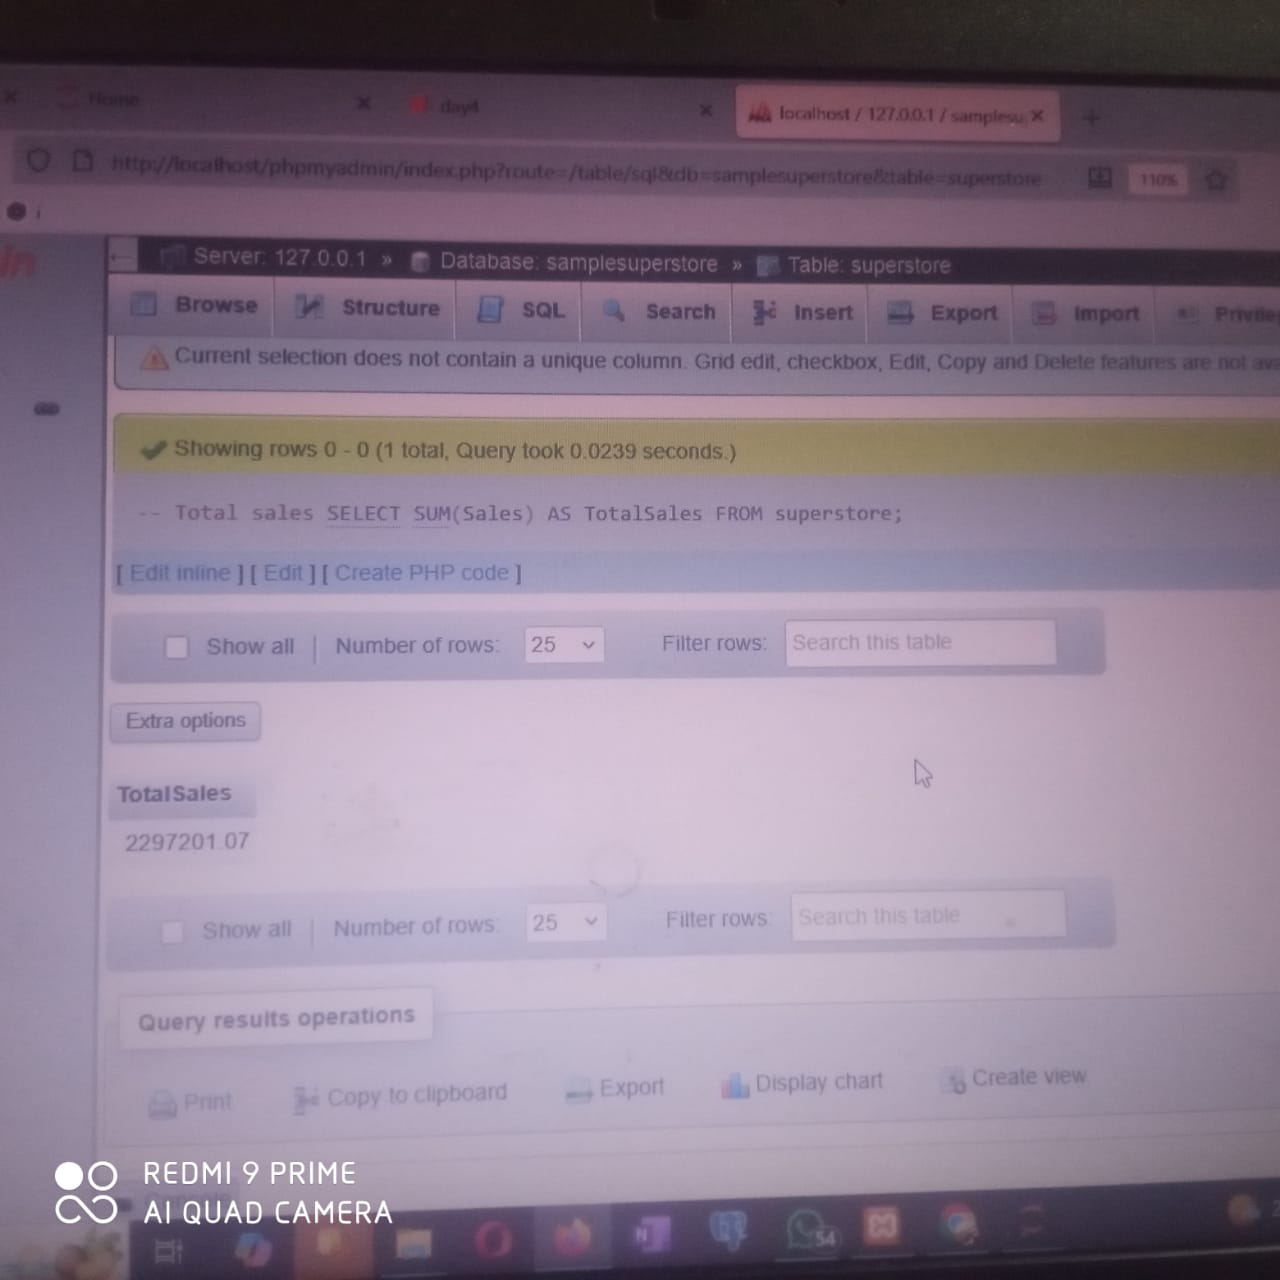 Home
day4
localhost / 127.0.0.1 / samplesu
http://localhost/phpmyadmin/index.php?route=/table/sql&db=samplesuperstore&table=superstore
110%
in
Server: 127.0.0.1 » Database: samplesuperstore » Table: superstore
Browse Structure SQL Search Insert Export Import
Current selection does not contain a unique column. Grid edit, checkbox, Edit, Copy and Delete features are not
Showing rows 0 - 0 (1 total, Query took 0.0239 seconds.)
-- Total sales SELECT SUM(Sales) AS TotalSales FROM superstore;
[ Edit inline ] [ Edit ] [ Create PHP code ]
Show all | Number of rows: 25 Filter rows: Search this table
Extra options
TotalSales
2297201.07
Show all | Number of rows: 25 Filter rows: Search this table
Query results operations
Print Copy to clipboard Export Display chart Create view
REDMI 9 PRIME
AI QUAD CAMERA
54